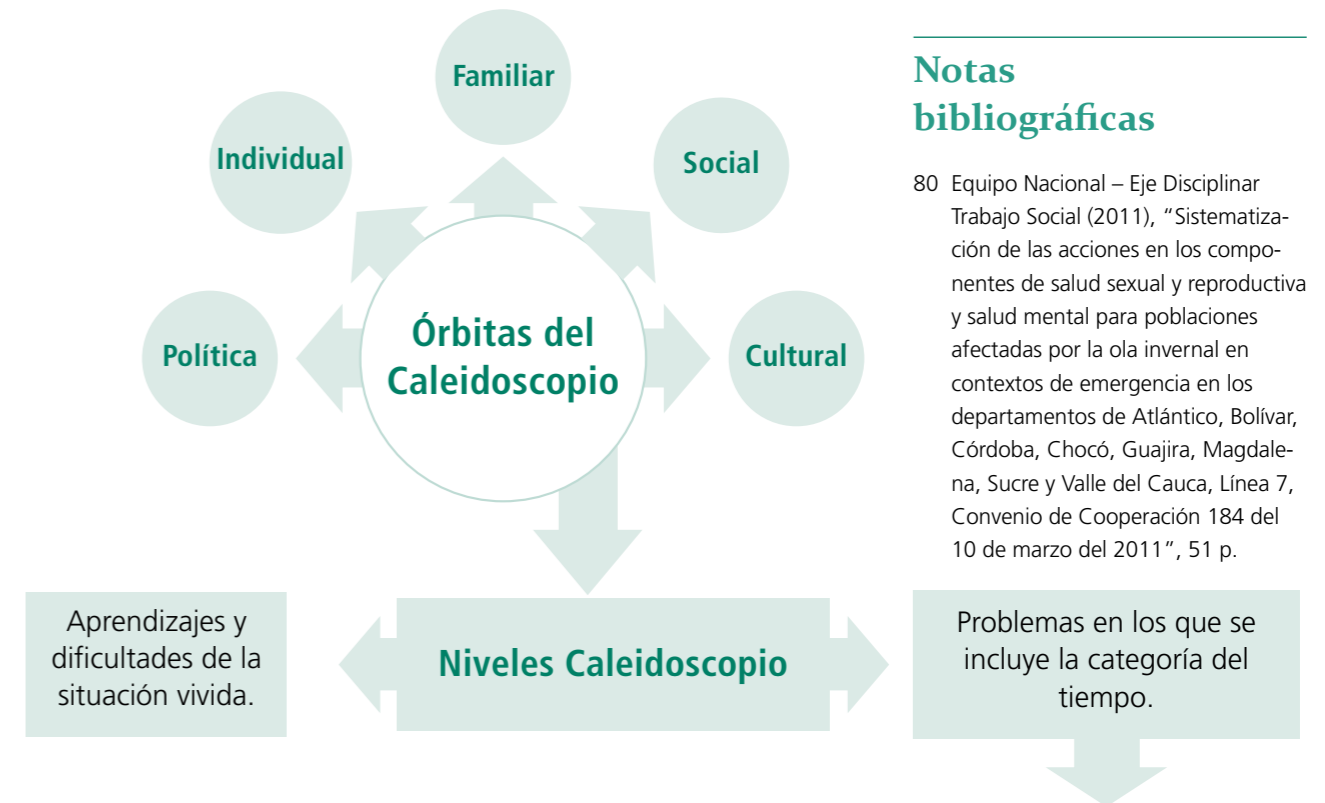 Familiar
Individual
Social
Política
Órbitas del
Caleidoscopio
Cultural
Notas
bibliográficas
80 Equipo Nacional – Eje Disciplinar
Trabajo Social (2011), “Sistematiza-
ción de las acciones en los compo-
nentes de salud sexual y reproductiva
y salud mental para poblaciones
afectadas por la ola invernal en
contextos de emergencia en los
departamentos de Atlántico, Bolívar,
Córdoba, Chocó, Guajira, Magdale-
na, Sucre y Valle del Cauca, Línea 7,
Convenio de Cooperación 184 del
10 de marzo del 2011”, 51 p.
Aprendizajes y
dificultades de la
situación vivida.
Niveles Caleidoscopio
Problemas en los que se
incluye la categoría del
tiempo.